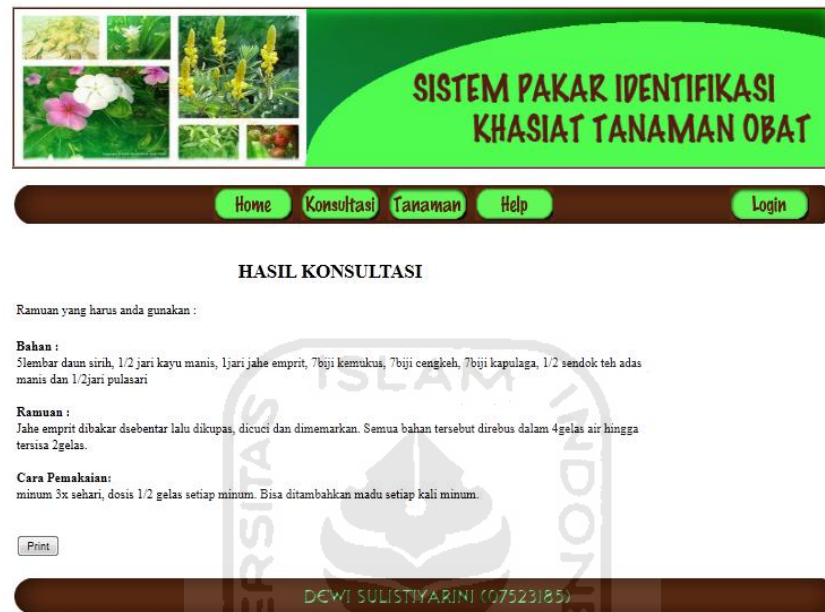 SISTEM PAKAR IDENTIFIKASI
KHASIAT TANAMAN OBAT
Home Konsultasi Tanaman Help Login
HASIL KONSULTASI
Ramuan yang harus anda gunakan :
Bahan :
5lembar daun sirih, 1/2 jari kayu manis, 1jari jahe emprit, 7biji kemukus, 7biji cengkeh, 7biji kapulaga, 1/2 sendok teh adas
manis dan 1/2jari pulasari
Ramuan :
Jahe emprit dibakar dsebentar lalu dikupas, dicuci dan dimemarkan. Semua bahan tersebut direbus dalam 4gelas air hingga
tersisa 2gelas.
Cara Pemakaian:
minum 3x sehari, dosis 1/2 gelas setiap minum. Bisa ditambahkan madu setiap kali minum.
Print
DEWI SULISTIYARINI (07523185)
ISLAM